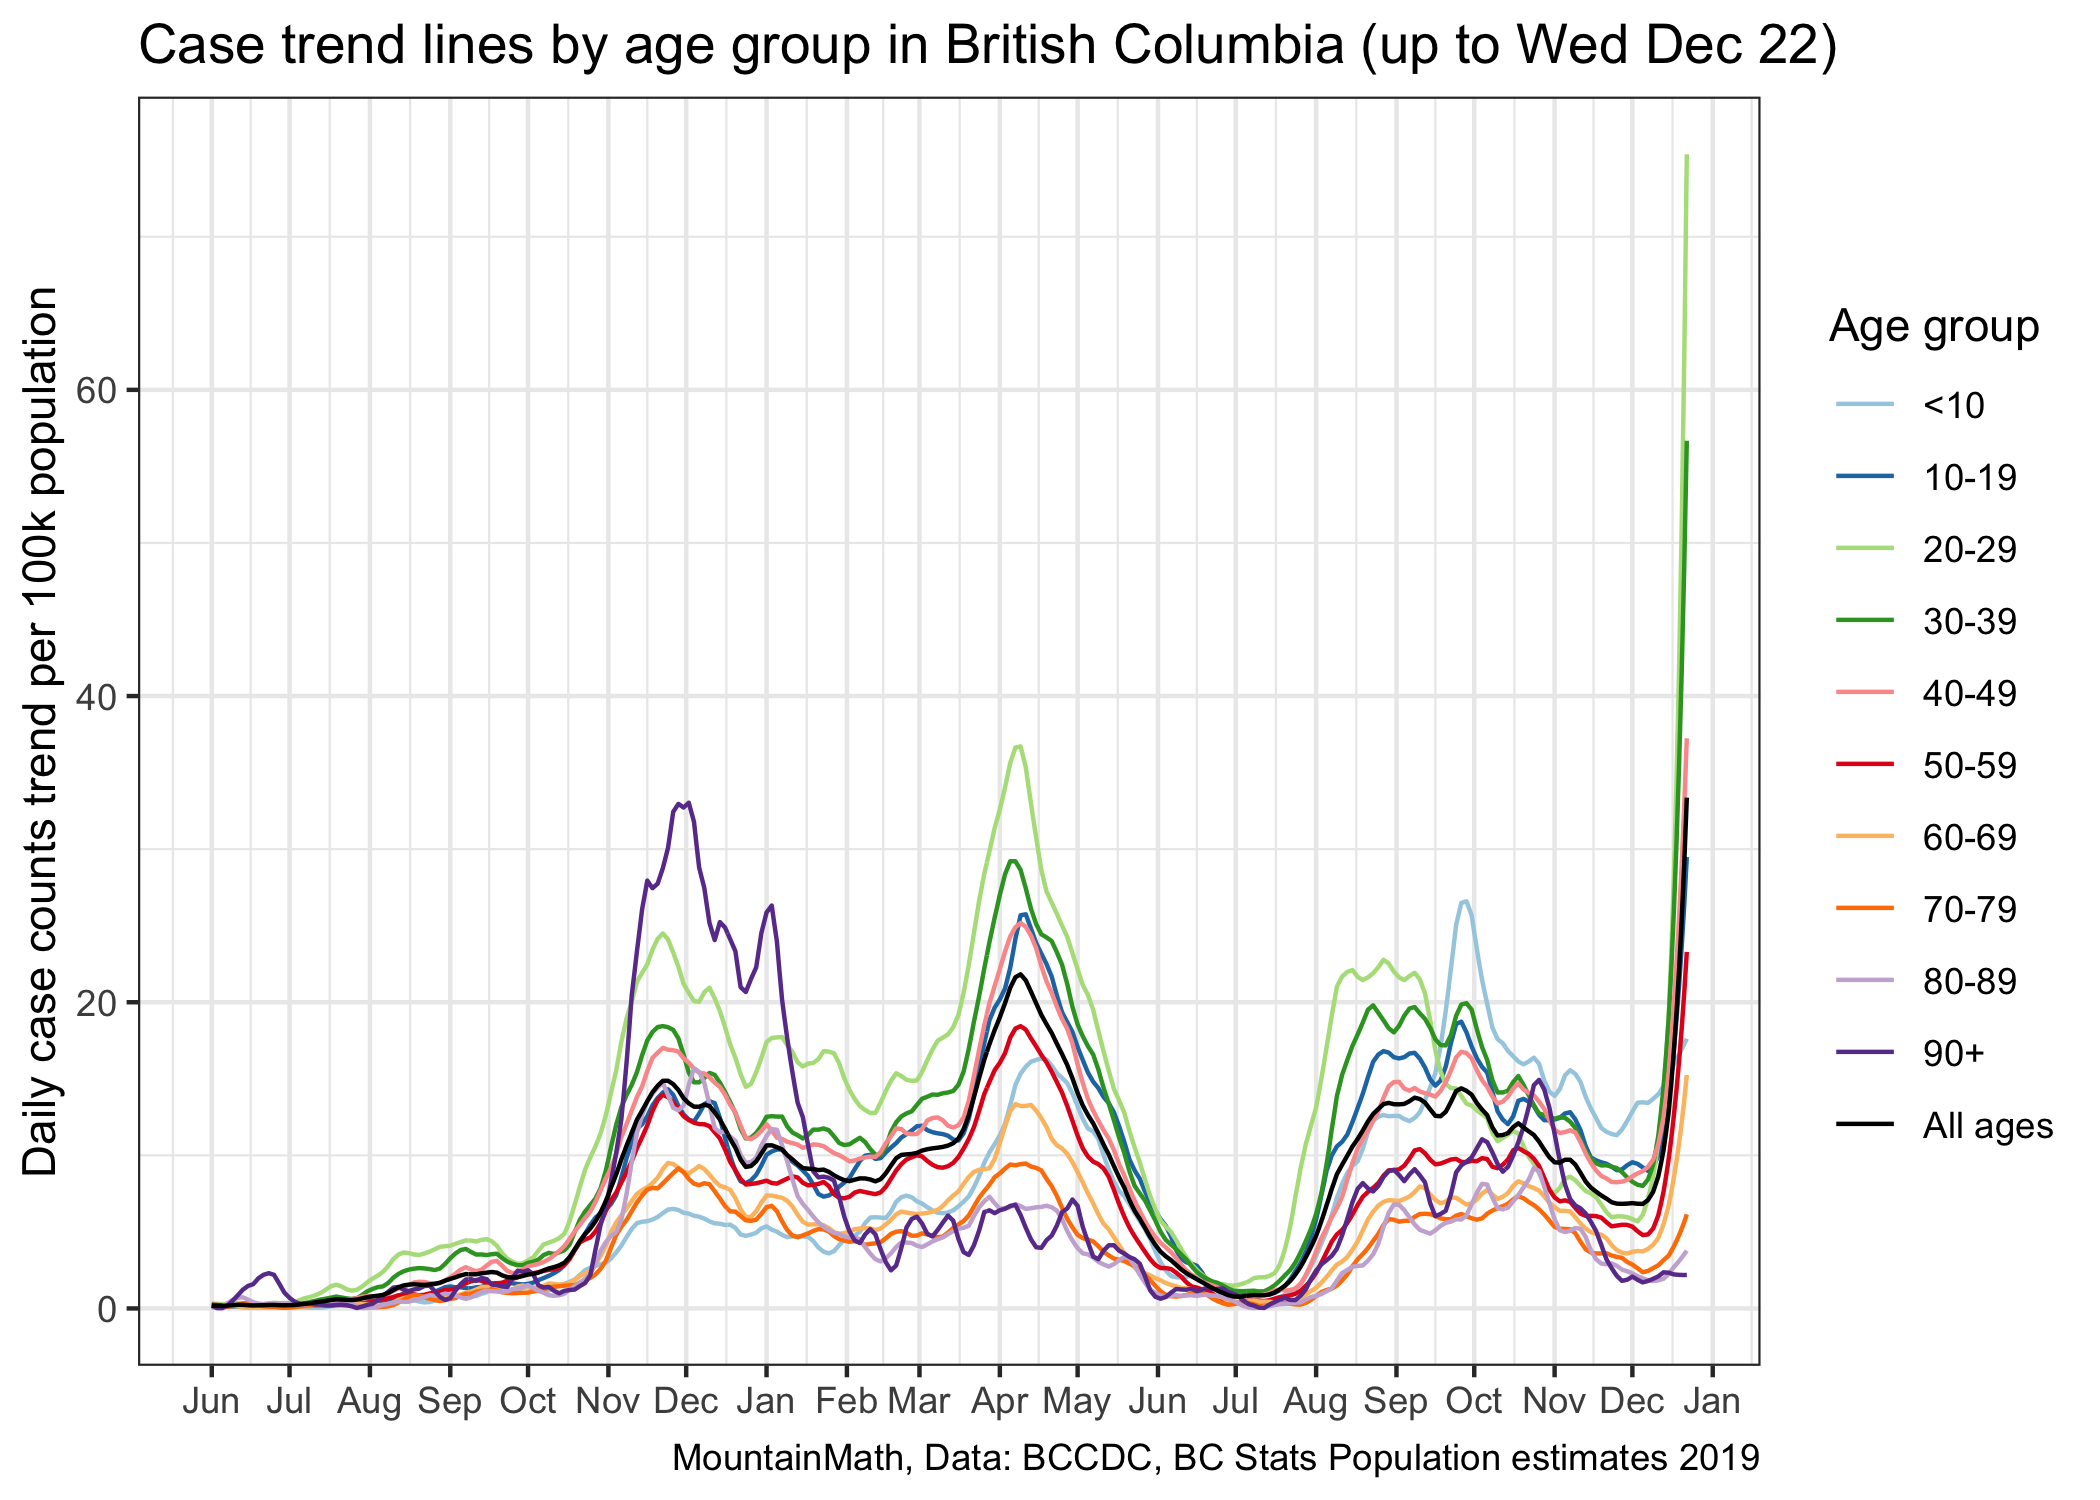 Case trend lines by age group in British Columbia (up to Wed Dec 22)
Daily case counts trend per 100k population
60
40
20
0
Jun Jul Aug Sep Oct Nov Dec Jan Feb Mar Apr May Jun Jul Aug Sep Oct Nov Dec Jan
Age group
<10
10-19
20-29
30-39
40-49
50-59
60-69
70-79
80-89
90+
All ages
MountainMath, Data: BCCDC, BC Stats Population estimates 2019